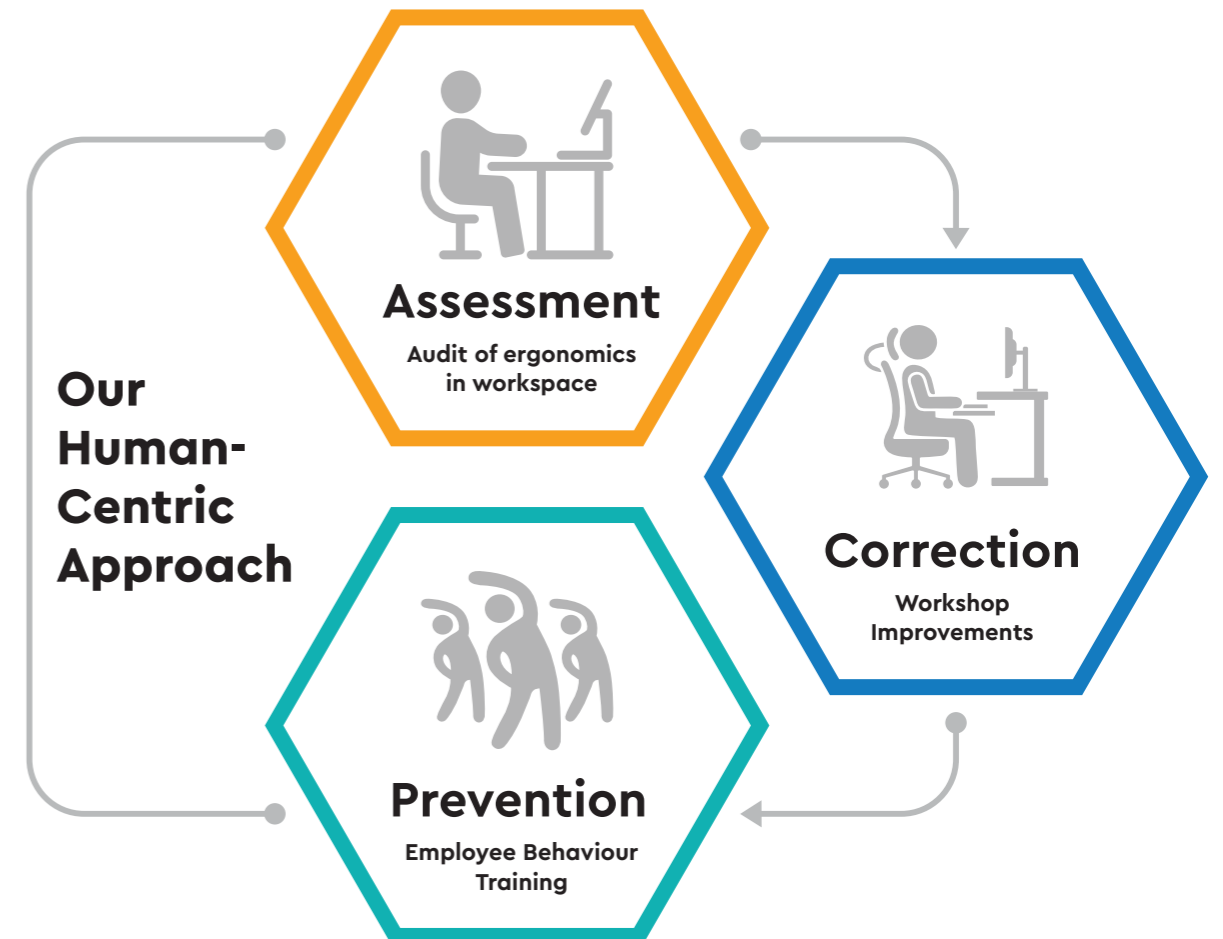 Our
Human-
Centric
Approach
Assessment
Audit of ergonomics
in workspace
Correction
Workshop
Improvements
Prevention
Employee Behaviour
Training